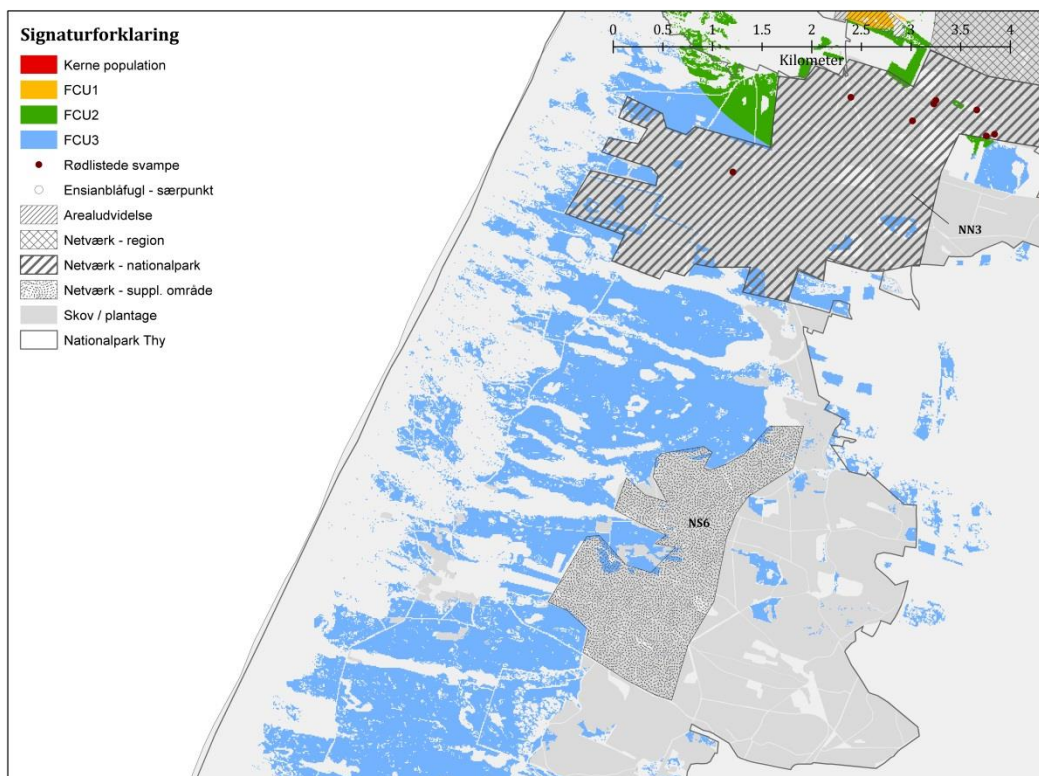 Signaturforklaring
Kerne population
FCU1
FCU2
FCU3
Rødlistede svampe
Ensianblåfugl - særpunkt
Arealudvidelse
Netværk - region
Netværk - nationalpark
Netværk - suppl. område
Skov / plantage
Nationalpark Thy
0 0.5 1 1.5 2 2.5 3 3.5 4
Kilometer
NN3
NS6